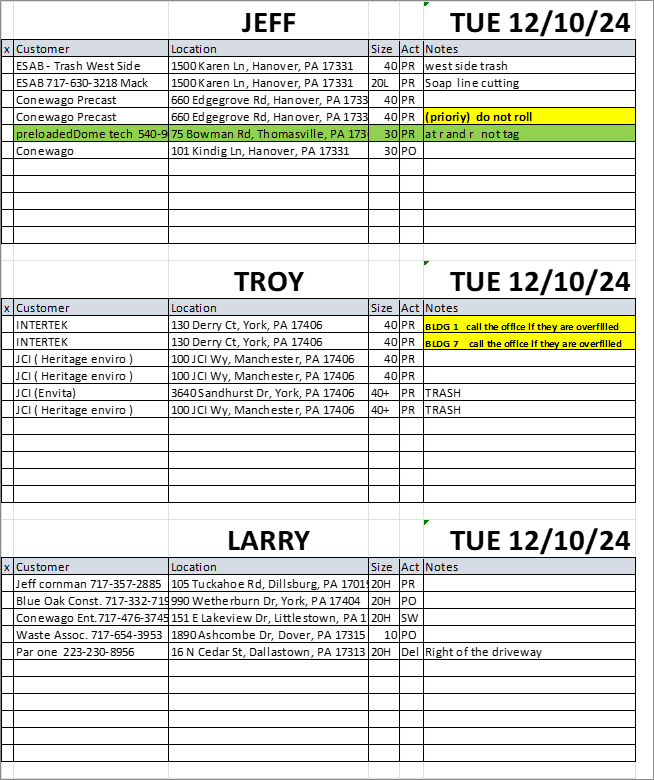 JEFF TUE 12/10/24
x Customer Location Size Act Notes
ESAB - Trash West Side 1500 Karen Ln, Hanover, PA 17331 40 PR west side trash
ESAB 717-630-3218 Mack 1500 Karen Ln, Hanover, PA 17331 20L PR Soap line cutting
Conewago Precast 660 Edgegrove Rd, Hanover, PA 1733 40 PR
Conewago Precast 660 Edgegrove Rd, Hanover, PA 1733 40 PR (prioriy) do not roll
preloadedDome tech 540-9 75 Bowman Rd, Thomasville, PA 173 30 PR at r and r not tag
Conewago 101 Kindig Ln, Hanover, PA 17331 30 PO
TROY TUE 12/10/24
x Customer Location Size Act Notes
INTERTEK 130 Derry Ct, York, PA 17406 40 PR BLDG 1 call the office if they are overfilled
INTERTEK 130 Derry Ct, York, PA 17406 40 PR BLDG 7 call the office if they are overfilled
JCI ( Heritage enviro ) 100 JCI Wy, Manchester, PA 17406 40 PR
JCI ( Heritage enviro ) 100 JCI Wy, Manchester, PA 17406 40 PR
JCI (Envita) 3640 Sandhurst Dr, York, PA 17406 40+ PR TRASH
JCI ( Heritage enviro ) 100 JCI Wy, Manchester, PA 17406 40+ PR TRASH
LARRY TUE 12/10/24
x Customer Location Size Act Notes
Jeff cornman 717-357-2885 105 Tuckahoe Rd, Dillsburg, PA 17019 20H PR
Blue Oak Const. 717-332-719 990 Wetherburn Dr, York, PA 17404 20H PO
Conewago Ent.717-476-3745 151 E Lakeview Dr, Littlestown, PA 1 20H SW
Waste Assoc. 717-654-3953 1890 Ashcombe Dr, Dover, PA 17315 10 PO
Par one 223-230-8956 16 N Cedar St, Dallastown, PA 17313 20H Del Right of the driveway